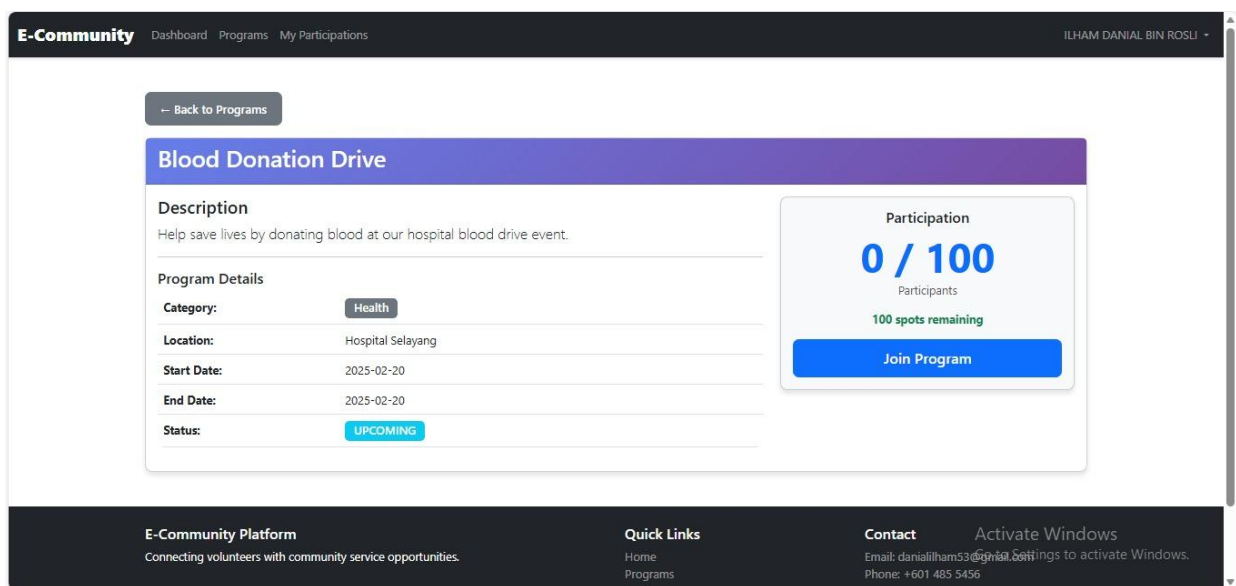 E-Community Dashboard Programs My Participations ILHAM DANIAL BIN ROSLI
← Back to Programs
Blood Donation Drive
Description
Help save lives by donating blood at our hospital blood drive event.
Program Details
Category: Health
Location: Hospital Selayang
Start Date: 2025-02-20
End Date: 2025-02-20
Status: UPCOMING
Participation
0 / 100
Participants
100 spots remaining
Join Program
E-Community Platform
Connecting volunteers with community service opportunities.
Quick Links
Home
Programs
Contact
Email: danialilham53@gmail.com
Phone: +601 485 5456
Activate Windows
Go to Settings to activate Windows.